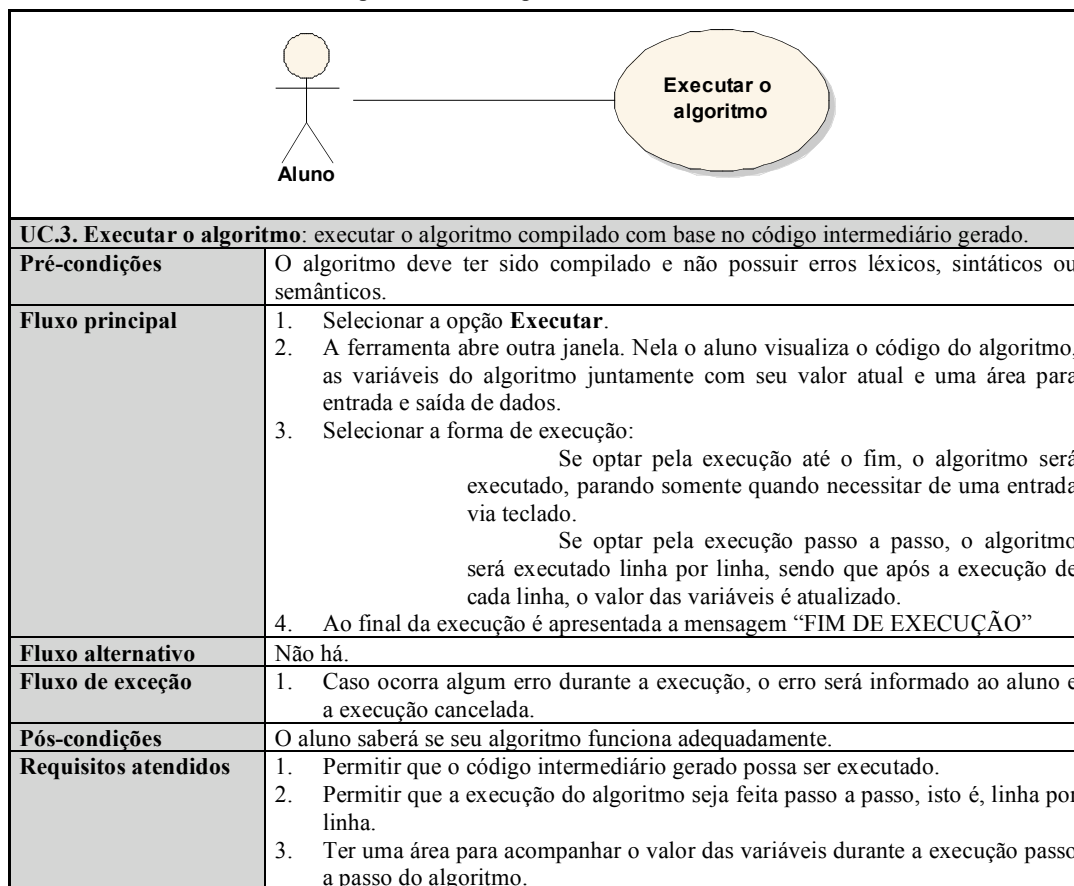 Executar o
algoritmo
Aluno
UC.3. Executar o algoritmo: executar o algoritmo compilado com base no código intermediário gerado.
Pré-condições
O algoritmo deve ter sido compilado e não possuir erros léxicos, sintáticos ou
semânticos.
Fluxo principal
1. Selecionar a opção Executar.
2. A ferramenta abre outra janela. Nela o aluno visualiza o código do algoritmo,
as variáveis do algoritmo juntamente com seu valor atual e uma área para
entrada e saída de dados.
3. Selecionar a forma de execução:
Se optar pela execução até o fim, o algoritmo será
executado, parando somente quando necessitar de uma entrada
via teclado.
Se optar pela execução passo a passo, o algoritmo
será executado linha por linha, sendo que após a execução de
cada linha, o valor das variáveis é atualizado.
4. Ao final da execução é apresentada a mensagem “FIM DE EXECUÇÃO”
Fluxo alternativo
Não há.
Fluxo de exceção
1. Caso ocorra algum erro durante a execução, o erro será informado ao aluno e
a execução cancelada.
Pós-condições
O aluno saberá se seu algoritmo funciona adequadamente.
Requisitos atendidos
1. Permitir que o código intermediário gerado possa ser executado.
2. Permitir que a execução do algoritmo seja feita passo a passo, isto é, linha por
linha.
3. Ter uma área para acompanhar o valor das variáveis durante a execução passo
a passo do algoritmo.